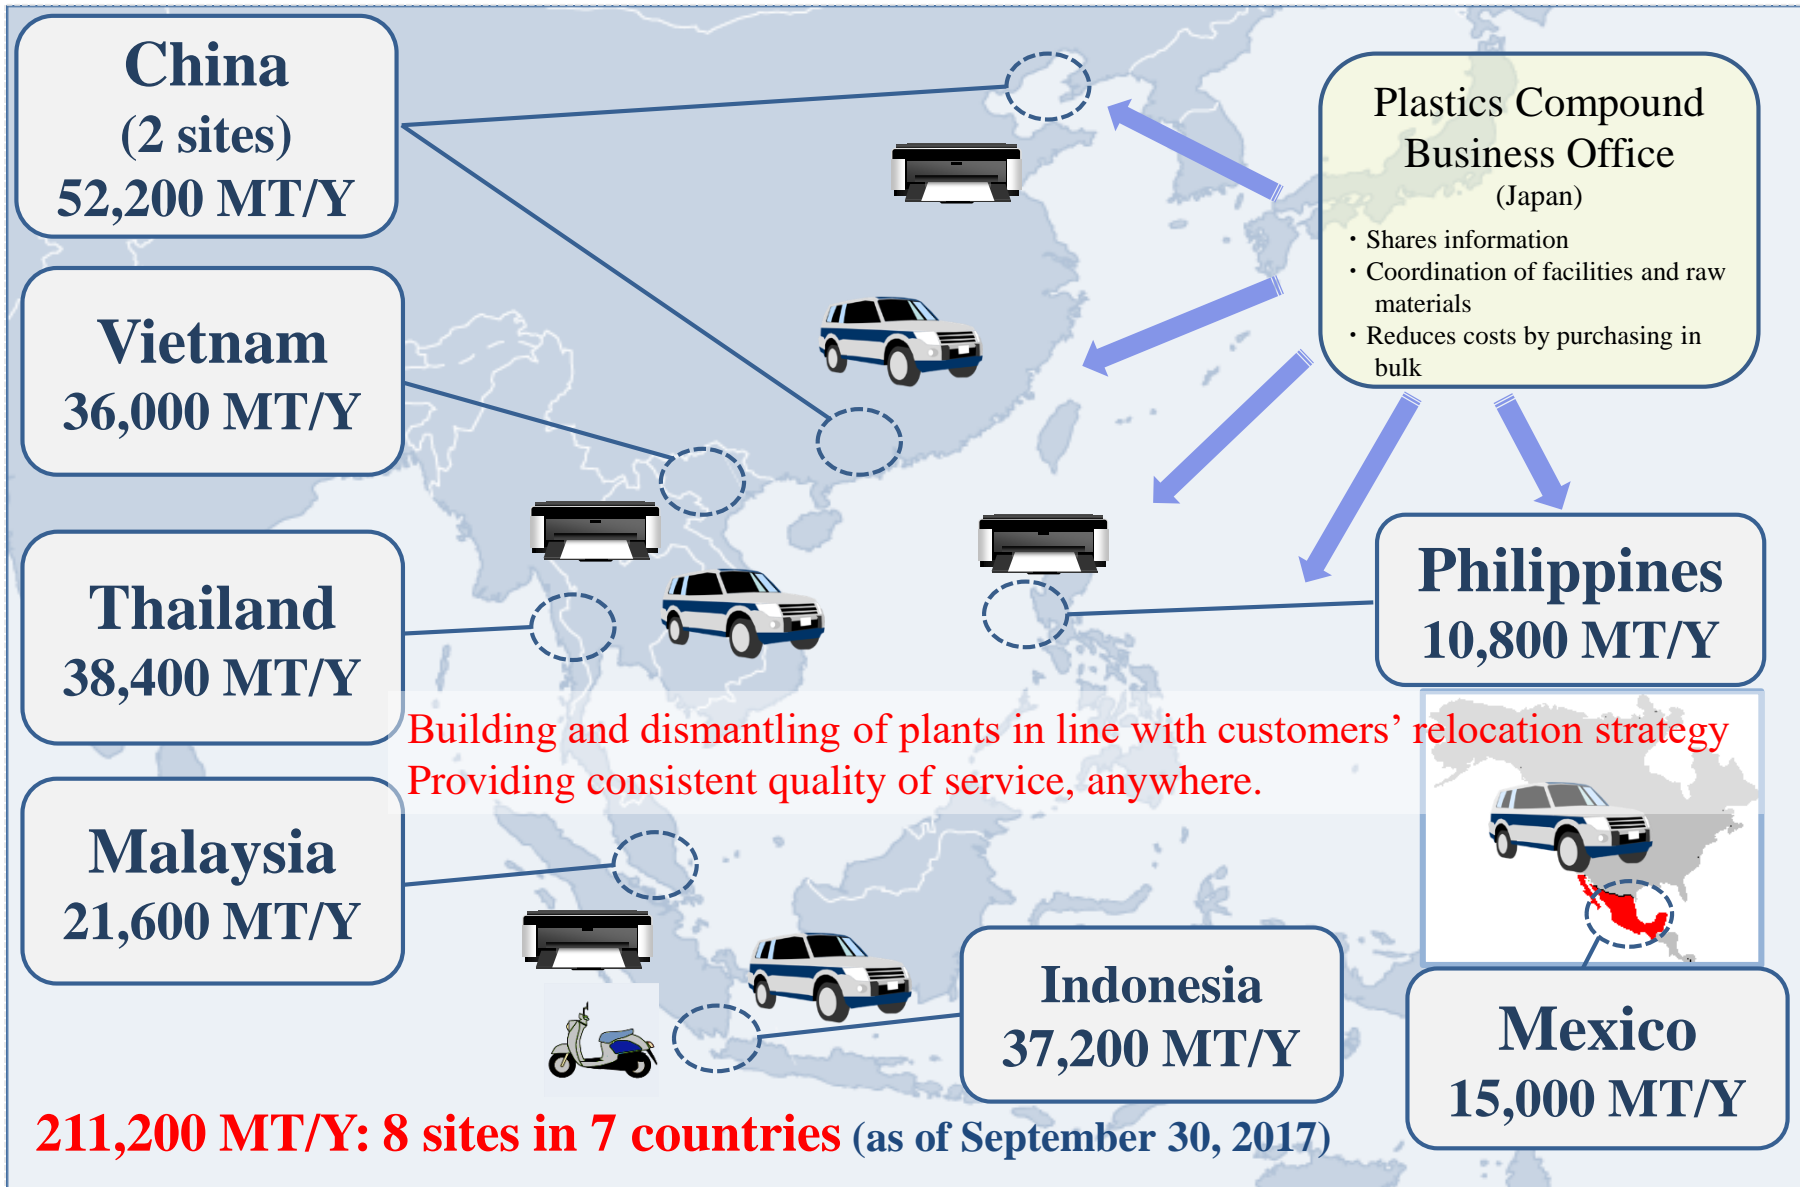 China
(2 sites)
52,200 MT/Y
Vietnam
36,000 MT/Y
Thailand
38,400 MT/Y
Malaysia
21,600 MT/Y
Plastics Compound
Business Office
(Japan)
・Shares information
・Coordination of facilities and raw
materials
・Reduces costs by purchasing in
bulk
Philippines
10,800 MT/Y
Building and dismantling of plants in line with customers’ relocation strategy
Providing consistent quality of service, anywhere.
Indonesia
37,200 MT/Y
Mexico
15,000 MT/Y
211,200 MT/Y: 8 sites in 7 countries (as of September 30, 2017)